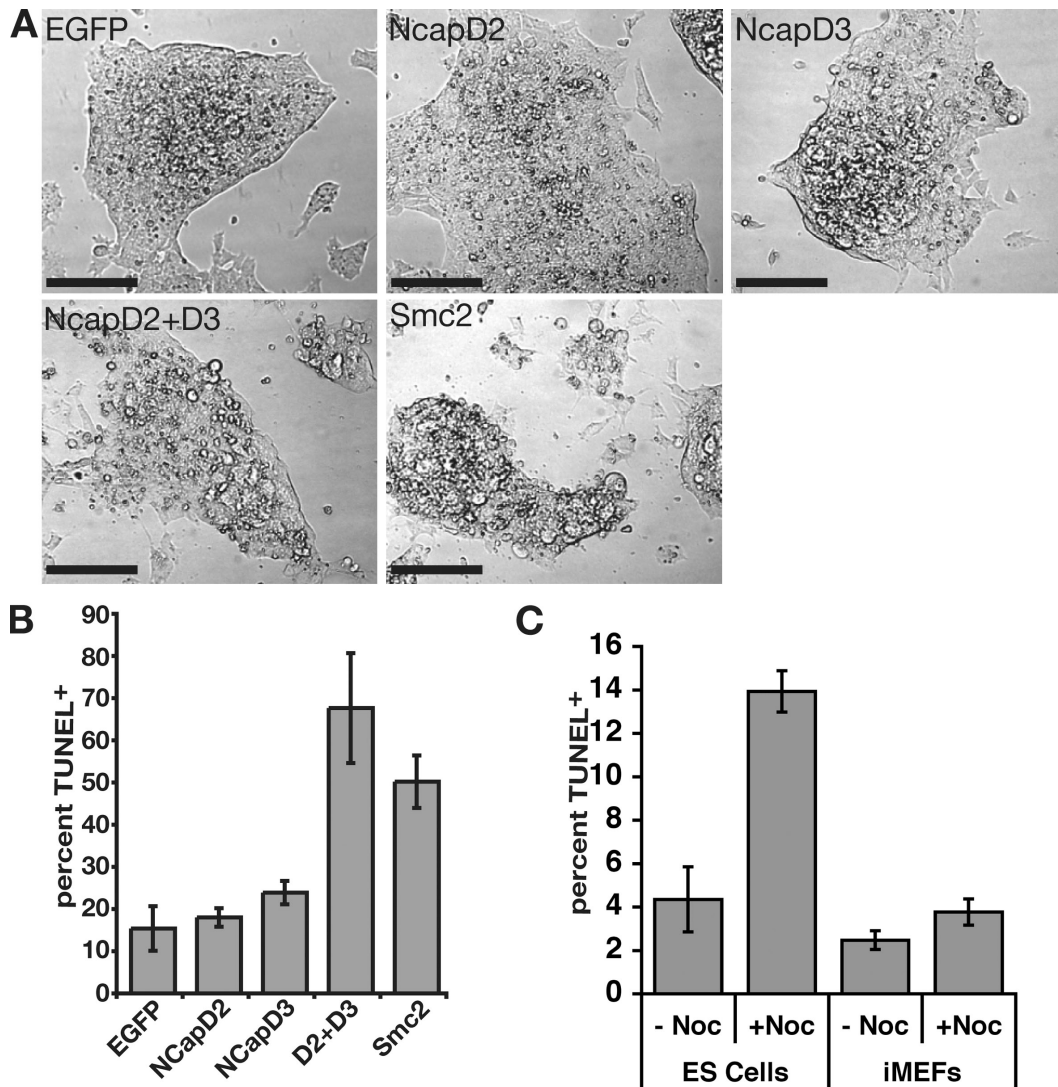 A
EGFP
NcapD2
NcapD3
NcapD2+D3
Smc2
B
percent TUNEL+
90
80
70
60
50
40
30
20
10
0
EGFP
NCapD2
NCapD3
D2+D3
Smc2
C
percent TUNEL+
16
14
12
10
8
6
4
2
0
- Noc
+Noc
- Noc
+Noc
ES Cells
iMEFs